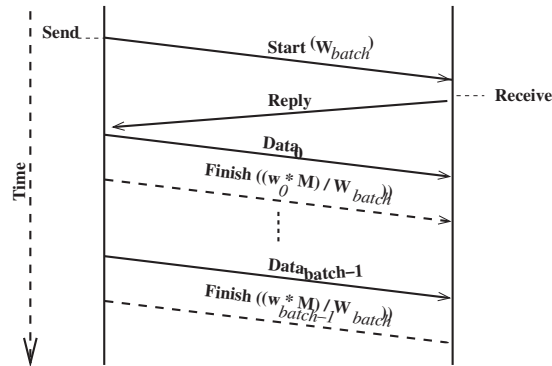 Send
Start (W_batch)
Receive
Reply
Data_0
Finish ((w_0 * M) / W_batch))
Data_batch–1
Finish ((w_batch–1 * M) / W_batch))
Time